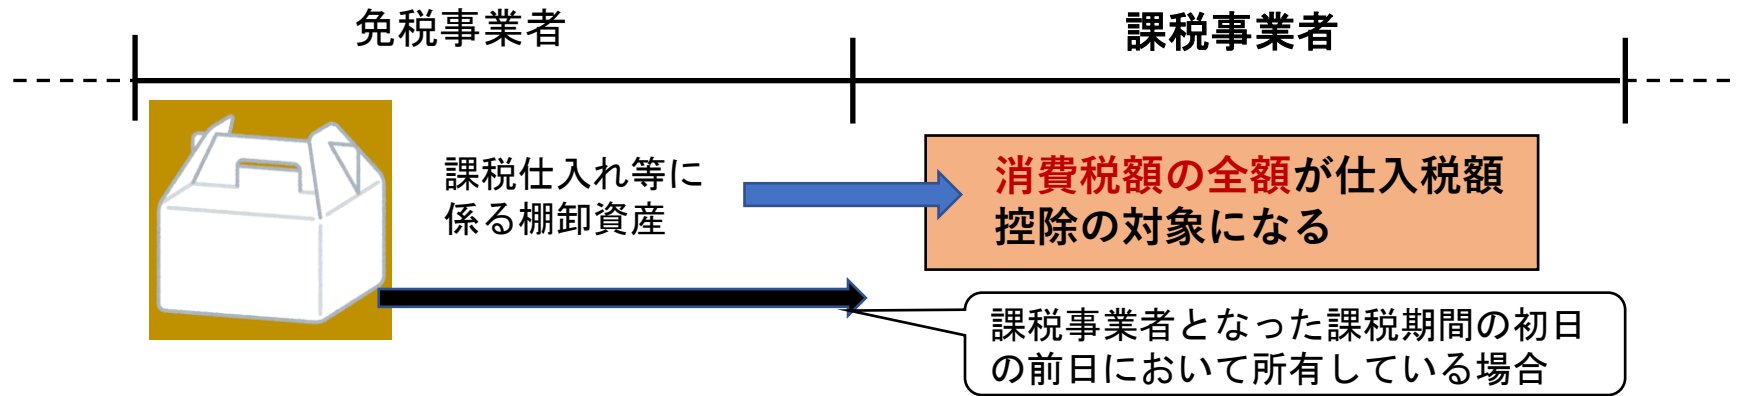 免税事業者
課税事業者
課税仕入れ等に
係る棚卸資産
消費税額の全額が仕入税額
控除の対象になる
課税事業者となった課税期間の初日
の前日において所有している場合